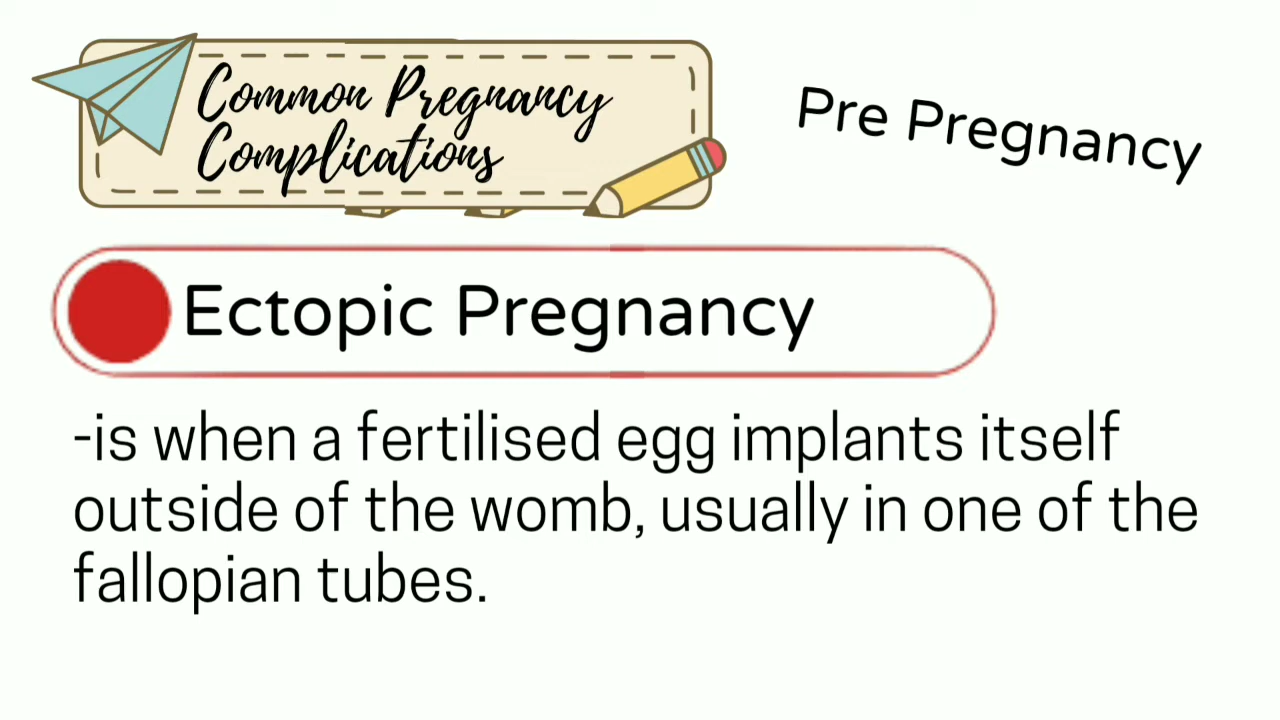 Common Pregnancy
Complications
Pre Pregnancy
Ectopic Pregnancy
-is when a fertilised egg implants itself
outside of the womb, usually in one of the
fallopian tubes.